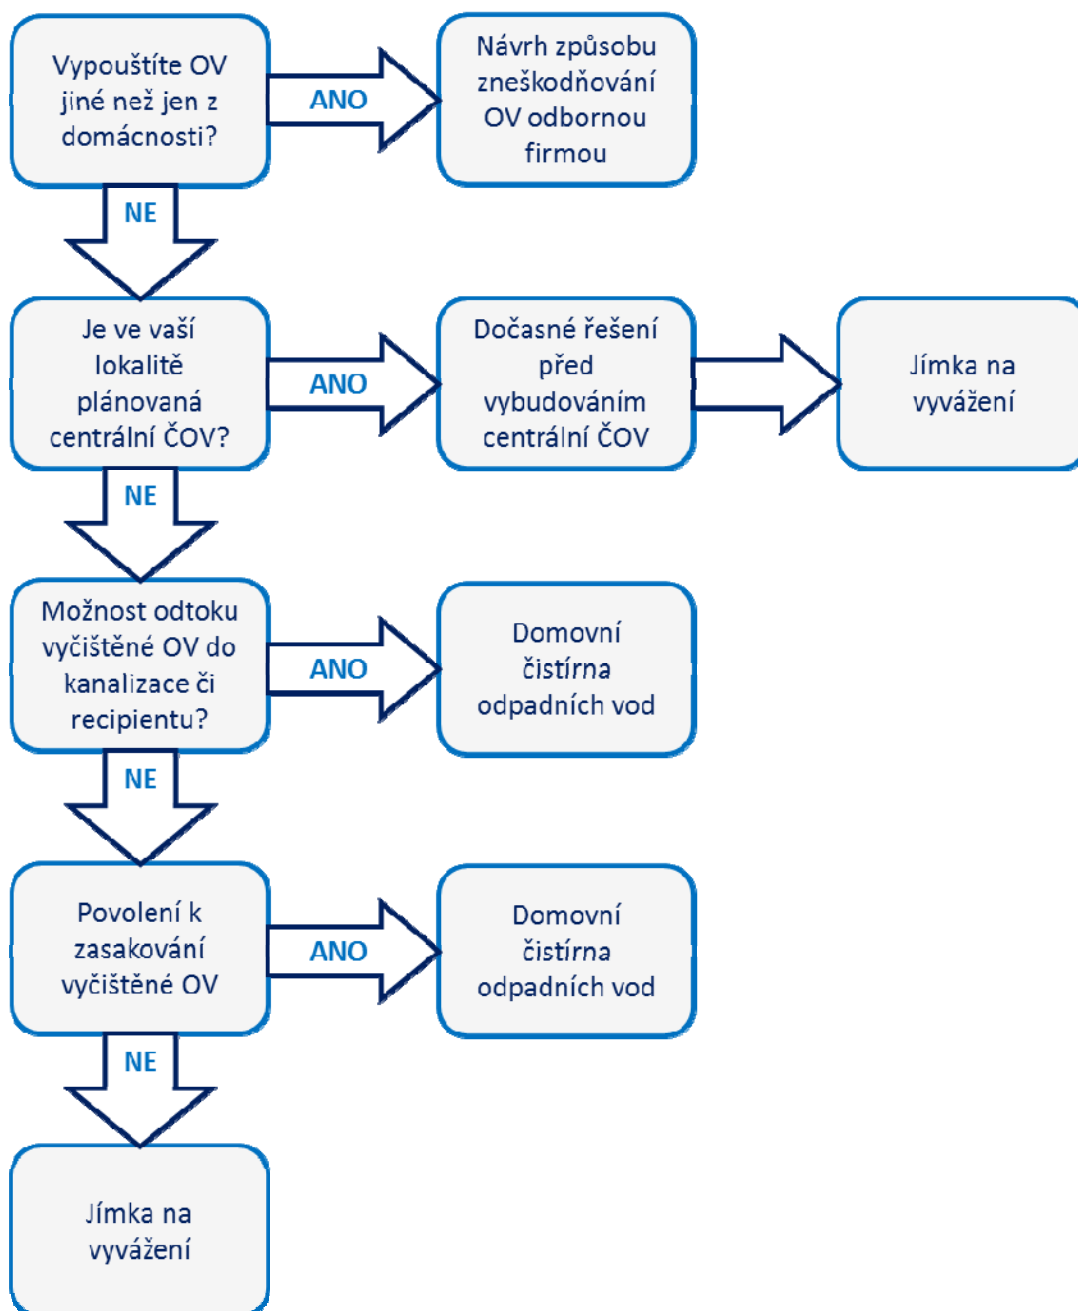 Vypouštíte OV
jiné než jen z
domácnosti?
ANO
Návrh způsobu
zneškodňování
OV odbornou
firmou
NE
Je ve vaší
lokalitě
plánovaná
centrální ČOV?
ANO
Dočasné řešení
před
vybudováním
centrální ČOV
Jímka na
vyvážení
NE
Možnost odtoku
vyčištěné OV do
kanalizace či
recipientu?
ANO
Domovní
čistírna
odpadních vod
NE
Povolení k
zasakování
vyčištěné OV
ANO
Domovní
čistírna
odpadních vod
NE
Jímka na
vyvážení